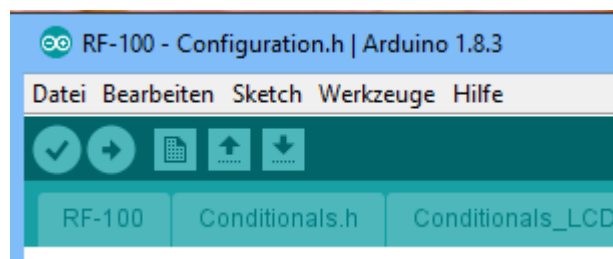 RF-100 - Configuration.h | Arduino 1.8.3
Datei Bearbeiten Sketch Werkzeuge Hilfe
RF-100 Conditionals.h Conditionals_LCD